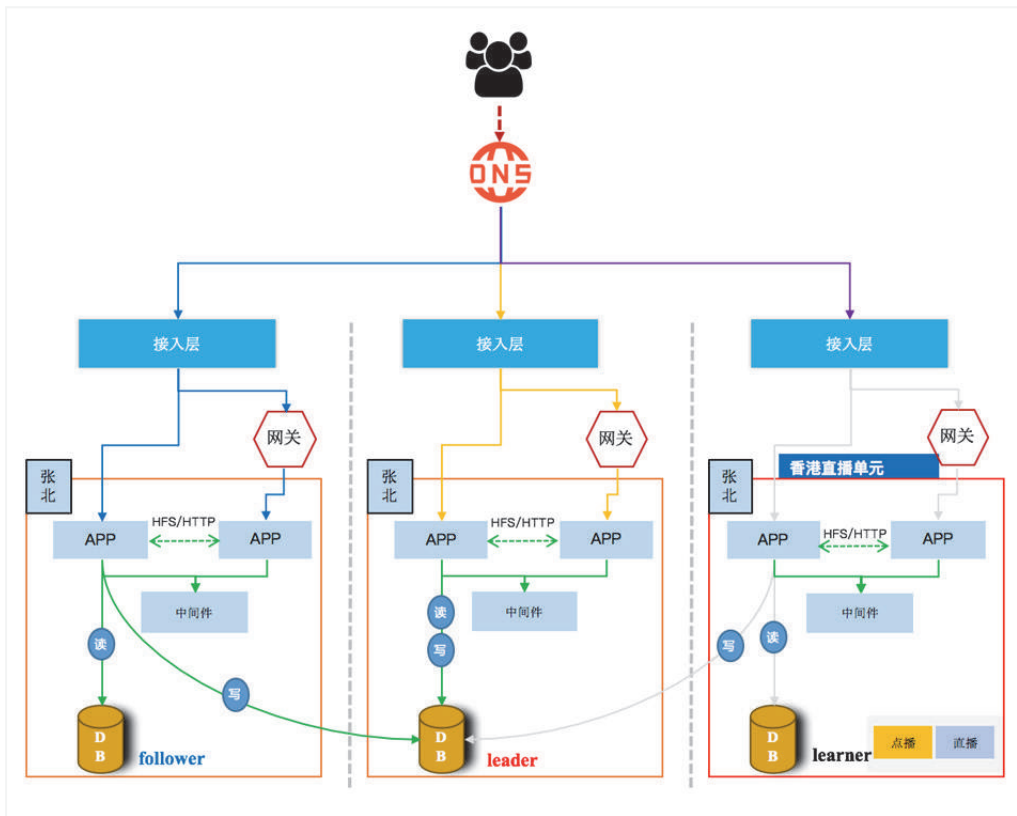 DNS
接入层
接入层
接入层
网关
网关
网关
香港直播单元
张
北
张
北
张
北
APP
HFS/HTTP
APP
APP
HFS/HTTP
APP
APP
HFS/HTTP
APP
中间件
中间件
中间件
读
写
读
写
写
读
D
B
follower
D
B
leader
D
B
learner
点播
直播